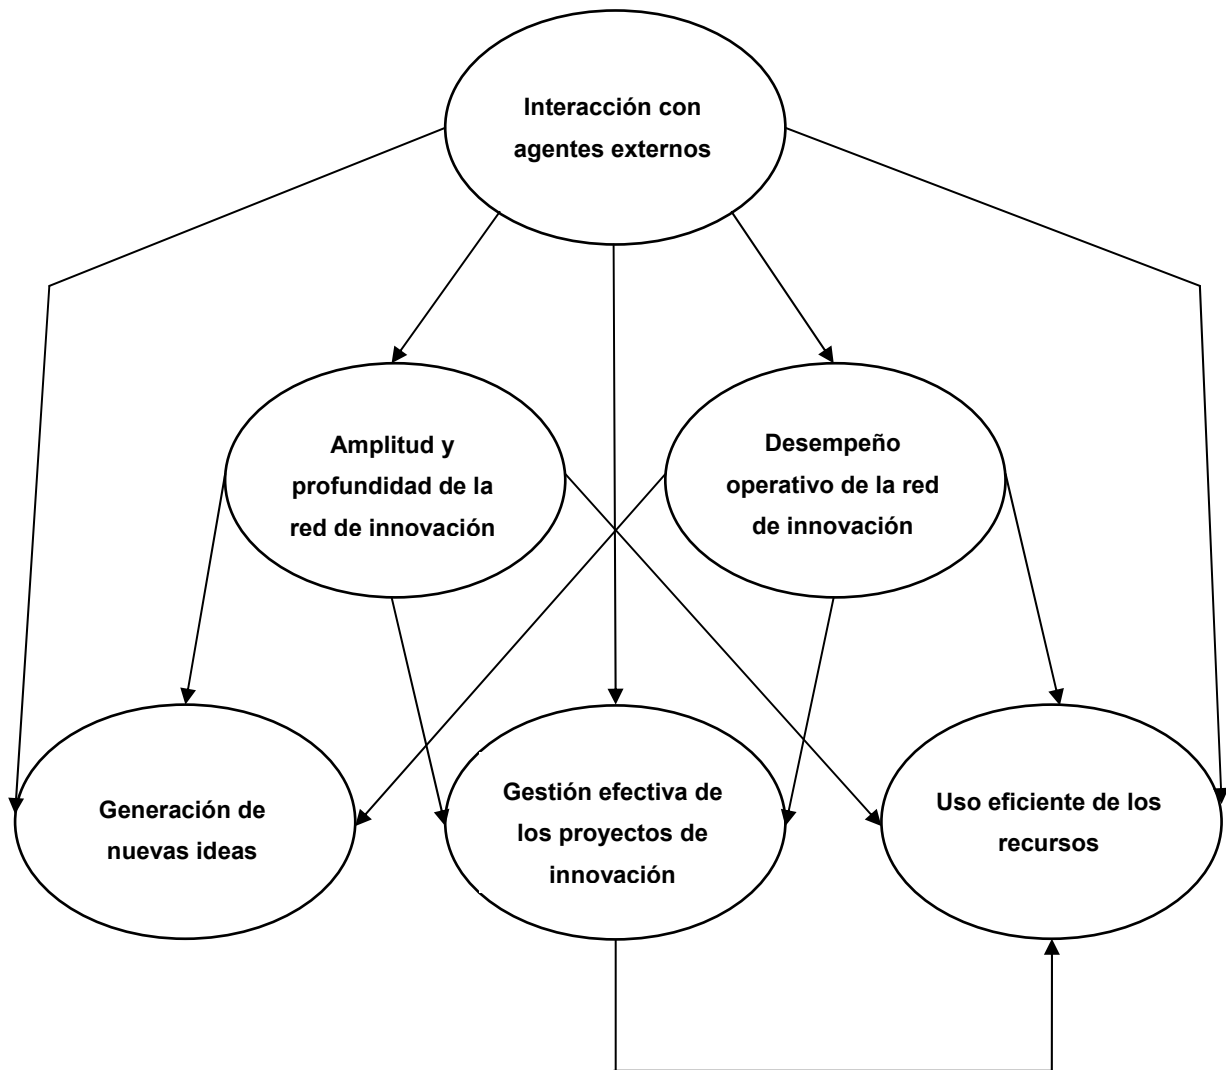 Interacción con
agentes externos
Amplitud y
profundidad de la
red de innovación
Desempeño
operativo de la red
de innovación
Generación de
nuevas ideas
Gestión efectiva de
los proyectos de
innovación
Uso eficiente de los
recursos